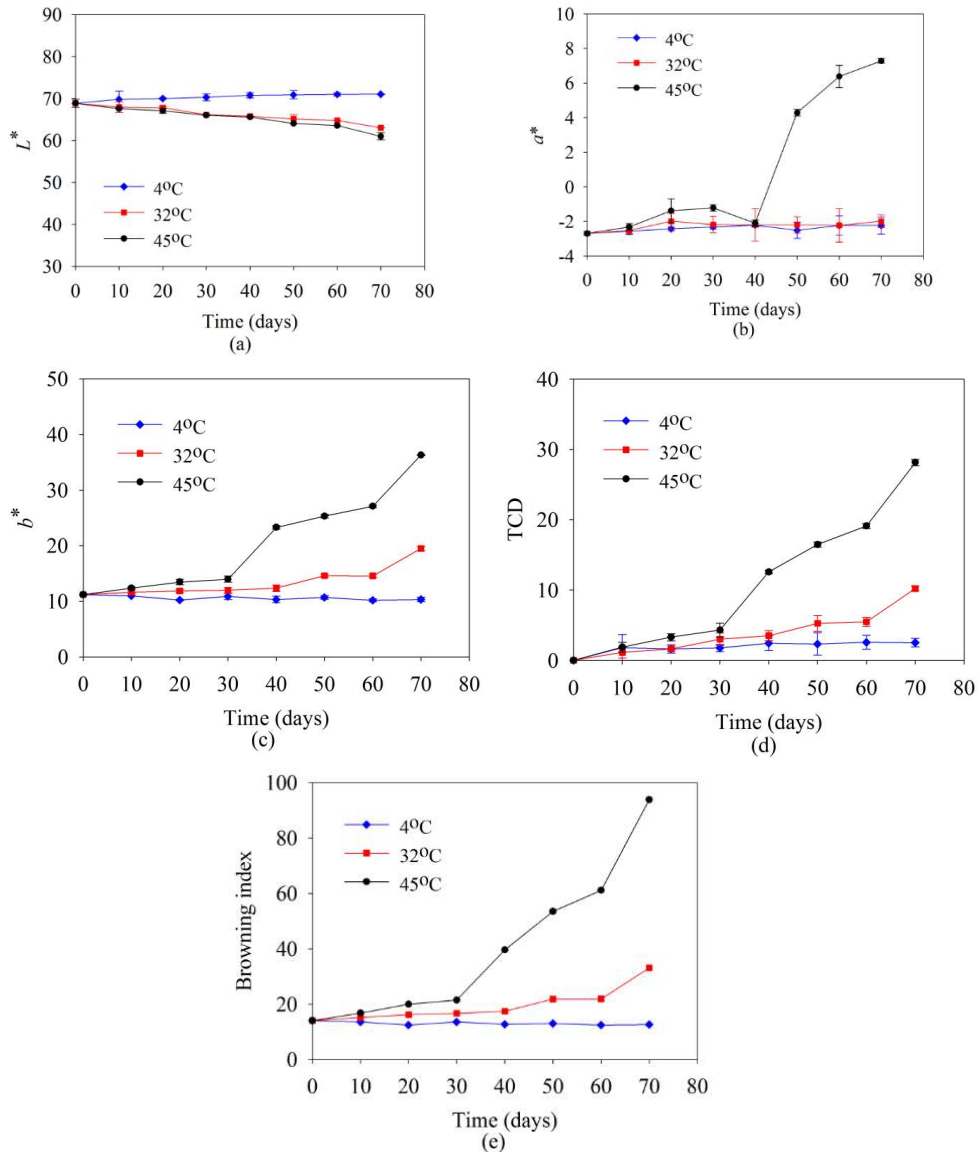 90
80
70
60
50
40
30
L*
4°C
32°C
45°C
0 10 20 30 40 50 60 70 80
Time (days)
(a)
8
6
4
2
0
-2
-4
a*
4°C
32°C
45°C
0 10 20 30 40 50 60 70 80
Time (days)
(b)
50
40
30
20
10
0
b*
4°C
32°C
45°C
0 10 20 30 40 50 60 70 80
Time (days)
(c)
40
30
20
10
0
TCD
4°C
32°C
45°C
0 10 20 30 40 50 60 70 80
Time (days)
(d)
100
80
60
40
20
0
Browning index
4°C
32°C
45°C
0 10 20 30 40 50 60 70 80
Time (days)
(e)